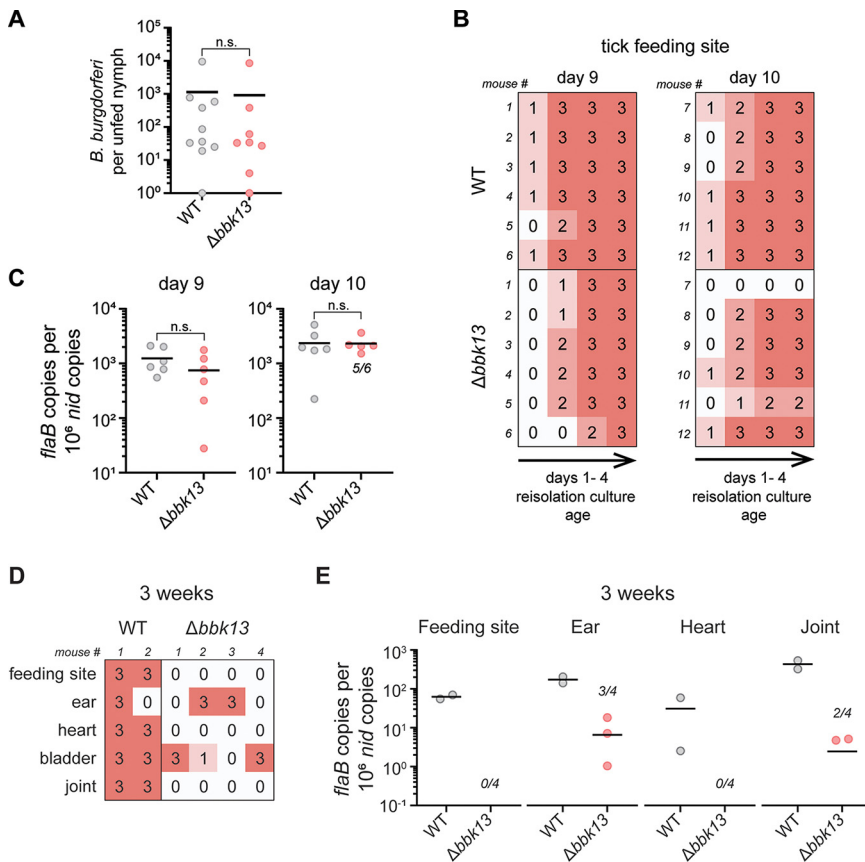 A
B. burgdorferi
per unfed nymph
10⁵
10⁴
10³
10²
10¹
10⁰
n.s.
WT
Δbbk13
B
tick feeding site
mouse # day 9
WT
1 1 3 3 3
2 1 3 3 3
3 1 3 3 3
4 1 3 3 3
5 0 2 3 3
6 1 3 3 3
Δbbk13
1 0 1 3 3
2 0 1 3 3
3 0 2 3 3
4 0 2 3 3
5 0 2 3 3
6 0 0 2 3
days 1- 4
reisolation culture
age
mouse # day 10
7 1 2 3 3
8 0 2 3 3
9 0 2 3 3
10 1 3 3 3
11 1 3 3 3
12 1 3 3 3
7 0 0 0 0
8 0 2 3 3
9 0 2 3 3
10 1 2 3 3
11 0 1 2 2
12 1 3 3 3
days 1- 4
reisolation culture
age
C
flaB copies per
10⁶ nid copies
day 9
10⁴
10³
10²
10¹
n.s.
WT
Δbbk13
day 10
10⁴
10³
10²
10¹
n.s.
5/6
WT
Δbbk13
D
3 weeks
WT Δbbk13
mouse # 1 2 1 2 3 4
feeding site 3 3 0 0 0 0
ear 3 0 0 3 3 0
heart 3 3 0 0 0 0
bladder 3 3 3 1 0 3
joint 3 3 0 0 0 0
E
3 weeks
flaB copies per
10⁶ nid copies
10³
10²
10¹
10⁰
10⁻¹
Feeding site
0/4
WT
Δbbk13
Ear
3/4
WT
Δbbk13
Heart
0/4
WT
Δbbk13
Joint
2/4
WT
Δbbk13